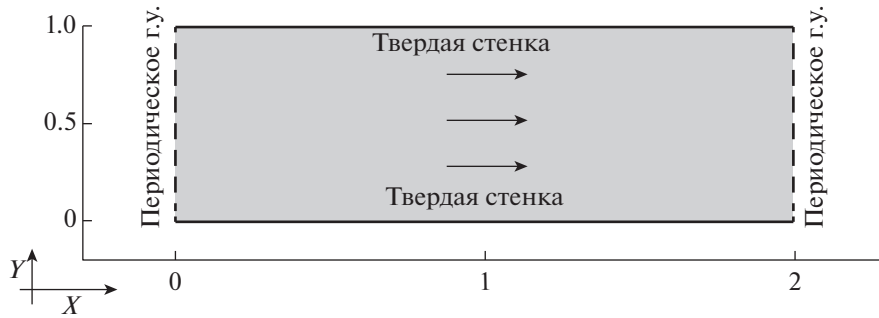 1.0
Твердая стенка
Периодическое г.у.
Периодическое г.у.
0.5
Твердая стенка
0
Y
X
0
1
2